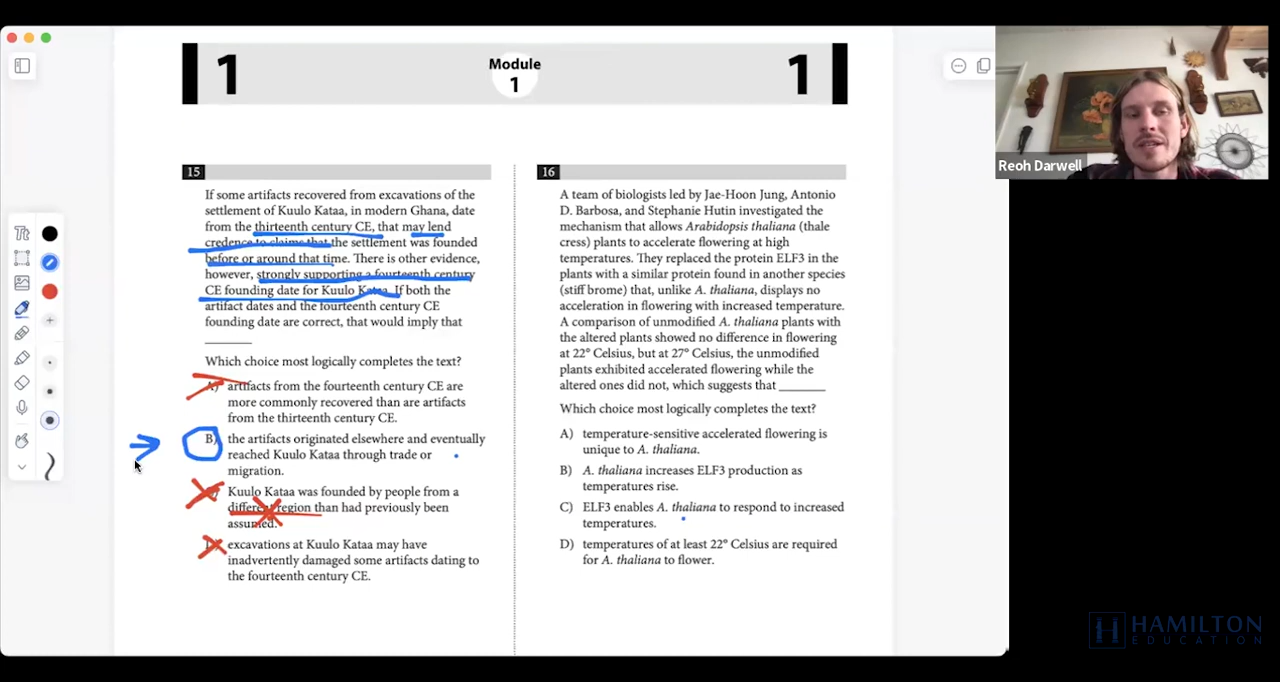 1
Module
1
1
15
If some artifacts recovered from excavations of the
settlement of Kuulo Kataa, in modern Ghana, date
from the thirteenth century CE, that may lend
credence to claims that the settlement was founded
before or around that time. There is other evidence,
however, strongly supporting a fourteenth century
CE founding date for Kuulo Kataa. If both the
artifact dates and the fourteenth century CE
founding date are correct, that would imply that
______
Which choice most logically completes the text?
A) artifacts from the fourteenth century CE are
more commonly recovered than are artifacts
from the thirteenth century CE.
B) the artifacts originated elsewhere and eventually
reached Kuulo Kataa through trade or
migration.
Kuulo Kataa was founded by people from a
different region than had previously been
assumed.
D) excavations at Kuulo Kataa may have
inadvertently damaged some artifacts dating to
the fourteenth century CE.
16
A team of biologists led by Jae-Hoon Jung, Antonio
D. Barbosa, and Stephanie Hutin investigated the
mechanism that allows Arabidopsis thaliana (thale
cress) plants to accelerate flowering at high
temperatures. They replaced the protein ELF3 in the
plants with a similar protein found in another species
(stiff brome) that, unlike A. thaliana, displays no
acceleration in flowering with increased temperature.
A comparison of unmodified A. thaliana plants with
the altered plants showed no difference in flowering
at 22° Celsius, but at 27° Celsius, the unmodified
plants exhibited accelerated flowering while the
altered ones did not, which suggests that ______
Which choice most logically completes the text?
A) temperature-sensitive accelerated flowering is
unique to A. thaliana.
B) A. thaliana increases ELF3 production as
temperatures rise.
C) ELF3 enables A. thaliana to respond to increased
temperatures.
D) temperatures of at least 22° Celsius are required
for A. thaliana to flower.
Tt
Reoh Darwell
H HAMILTON
EDUCATION